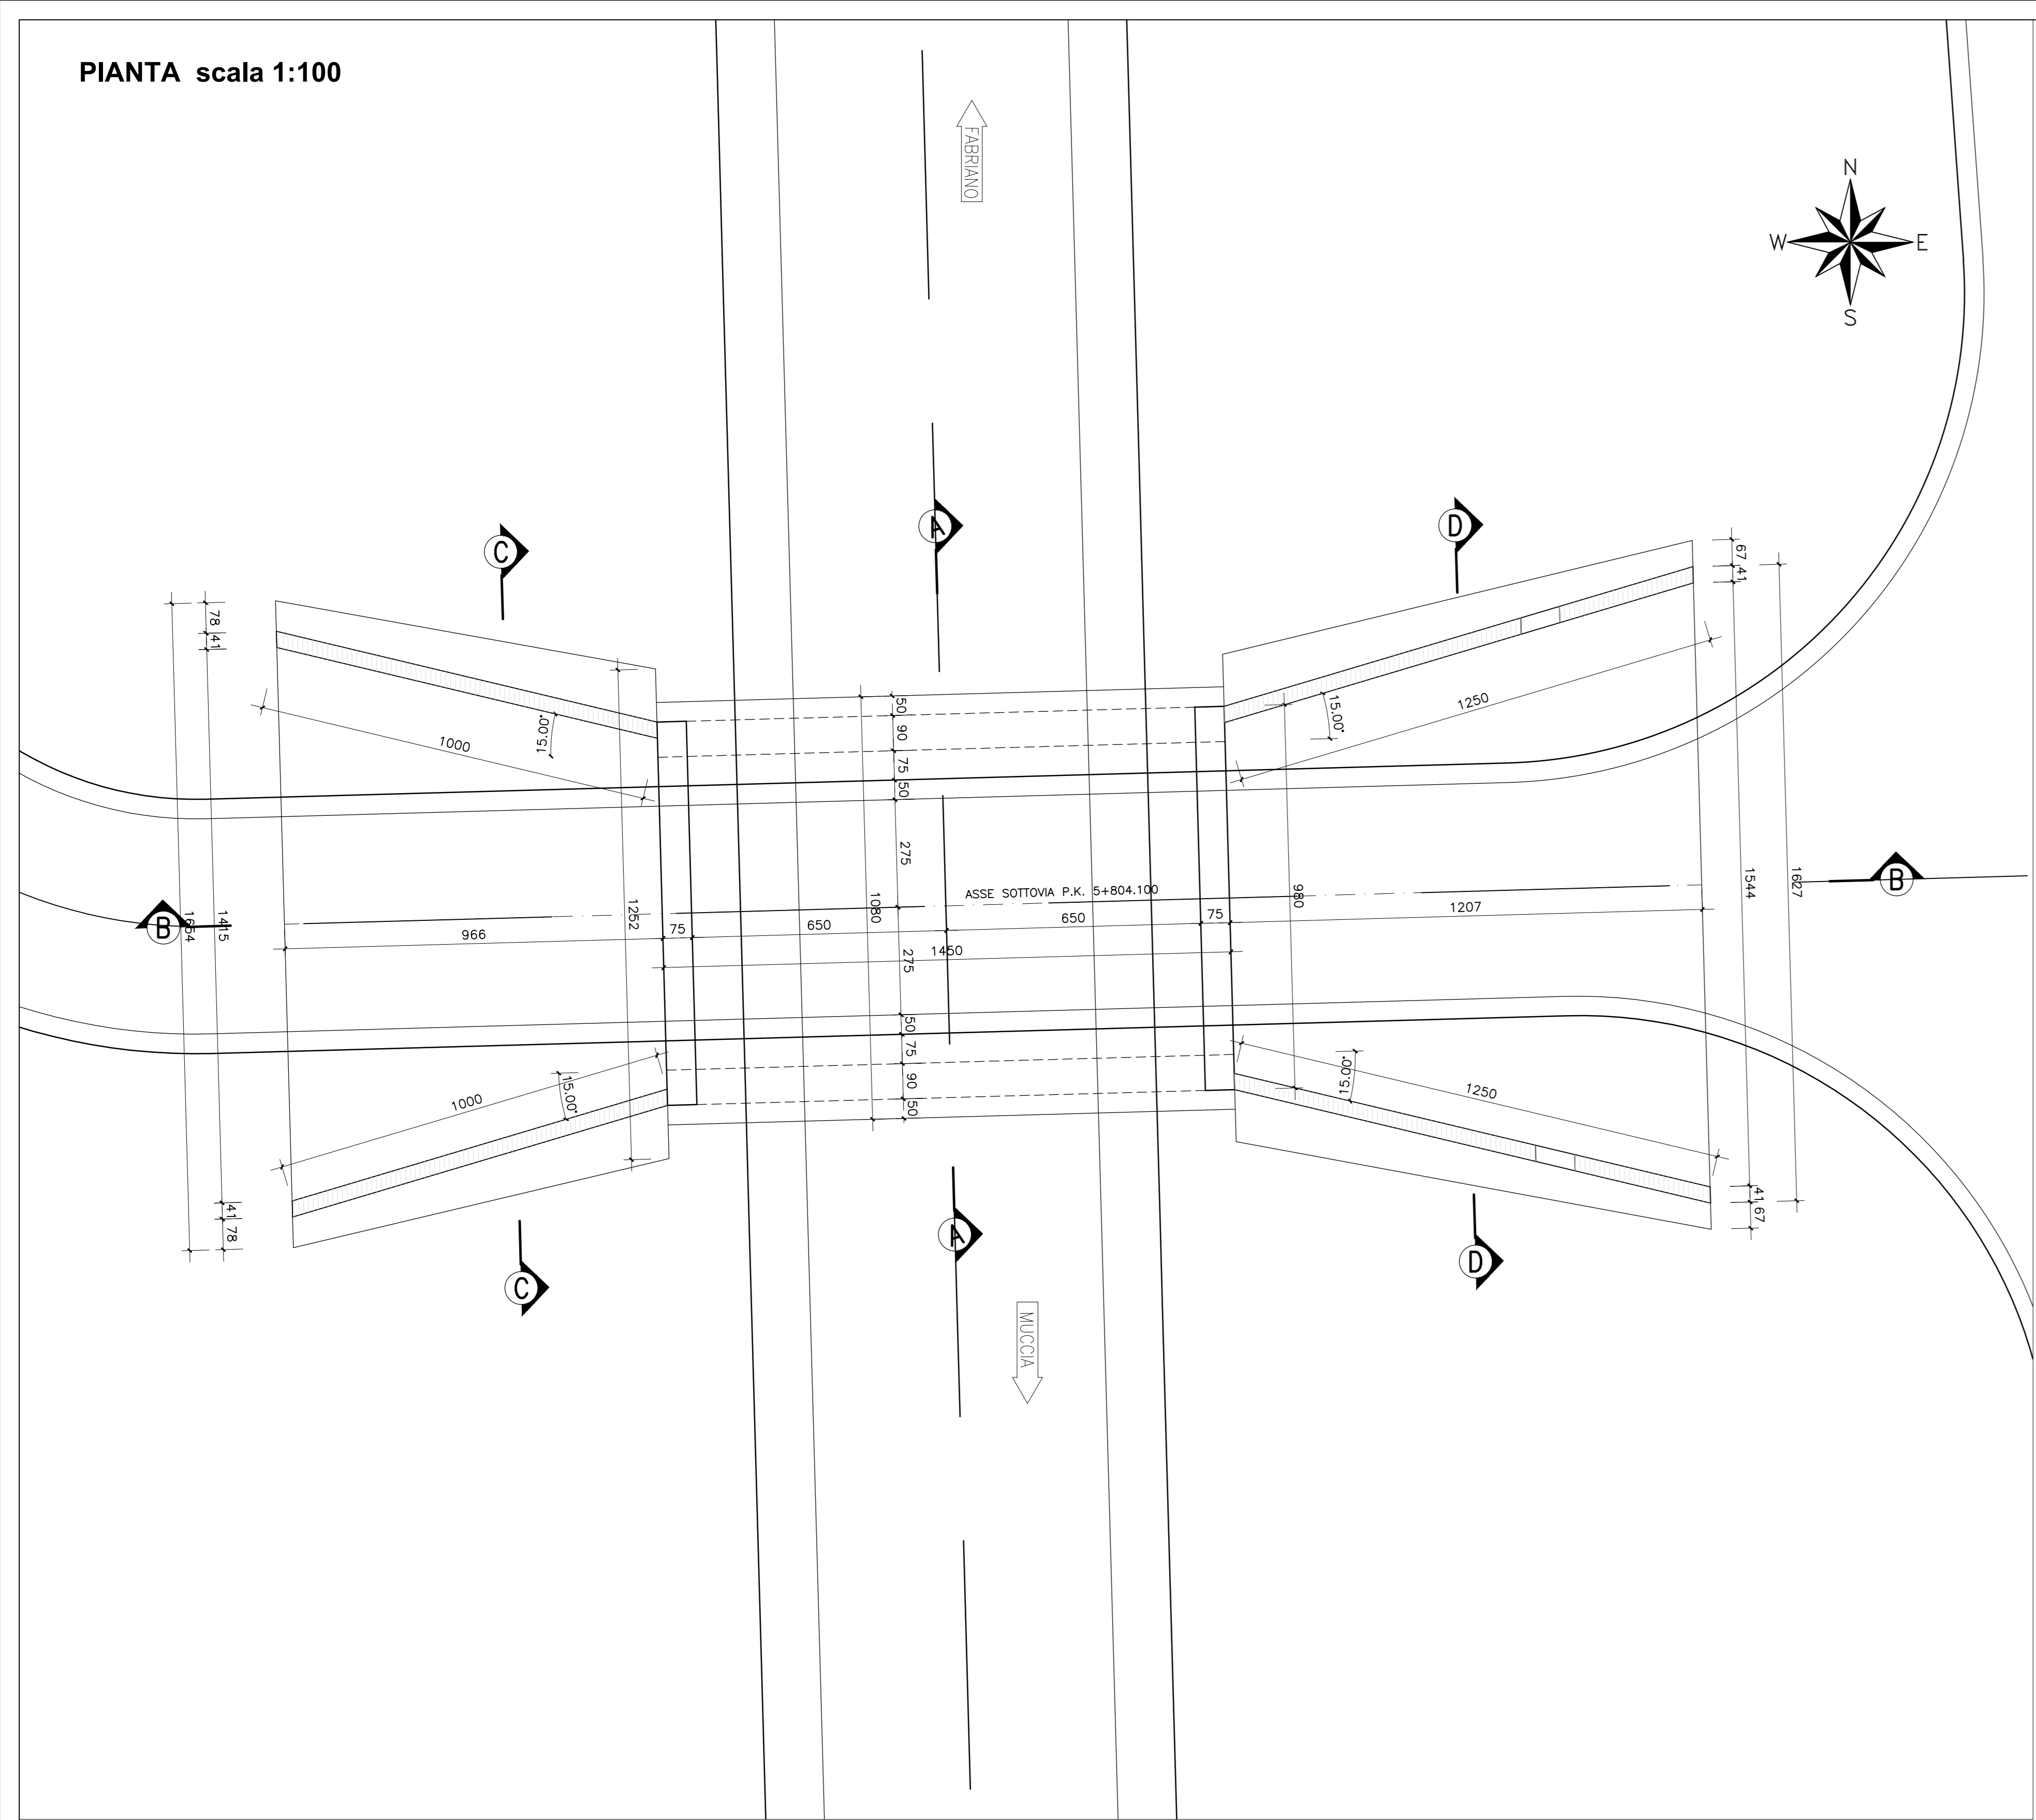 PIANTA scala 1:100
FABRIANO
N
W
E
S
A
D
C
67
41
78
41
1000
15.00°
50
90
75
50
275
15.00°
1250
ASSE SOTTOVIA P.K. 5+804.100
B
B
1654
1415
1252
1080
980
1544
1627
966
75
650
650
75
1207
1450
275
50
75
90
50
1000
15.00°
15.00°
1250
41
78
41
67
C
A
D
MUCCIA